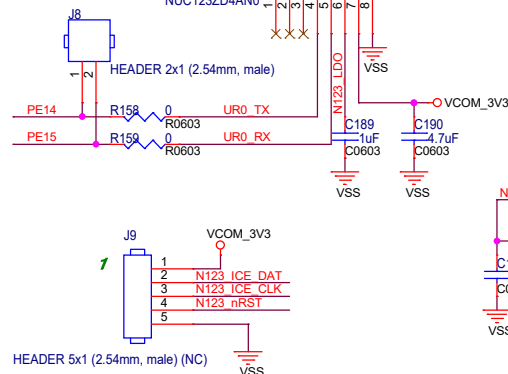 NUC123ZD4AN0
1 2 3 4 5 6 7 8
J8
1 2
HEADER 2x1 (2.54mm, male)
VSS
N123_LDO
VCOM_3V3
PE14
R158 0
R0603
UR0_TX
PE15
R159 0
R0603
UR0_RX
C189
1uF
C0603
VSS
C190
4.7uF
C0603
VSS
J9
VCOM_3V3
1
1
2 N123_ICE_DAT
3 N123_ICE_CLK
4 N123_nRST
5
HEADER 5x1 (2.54mm, male) (NC)
VSS
VSS